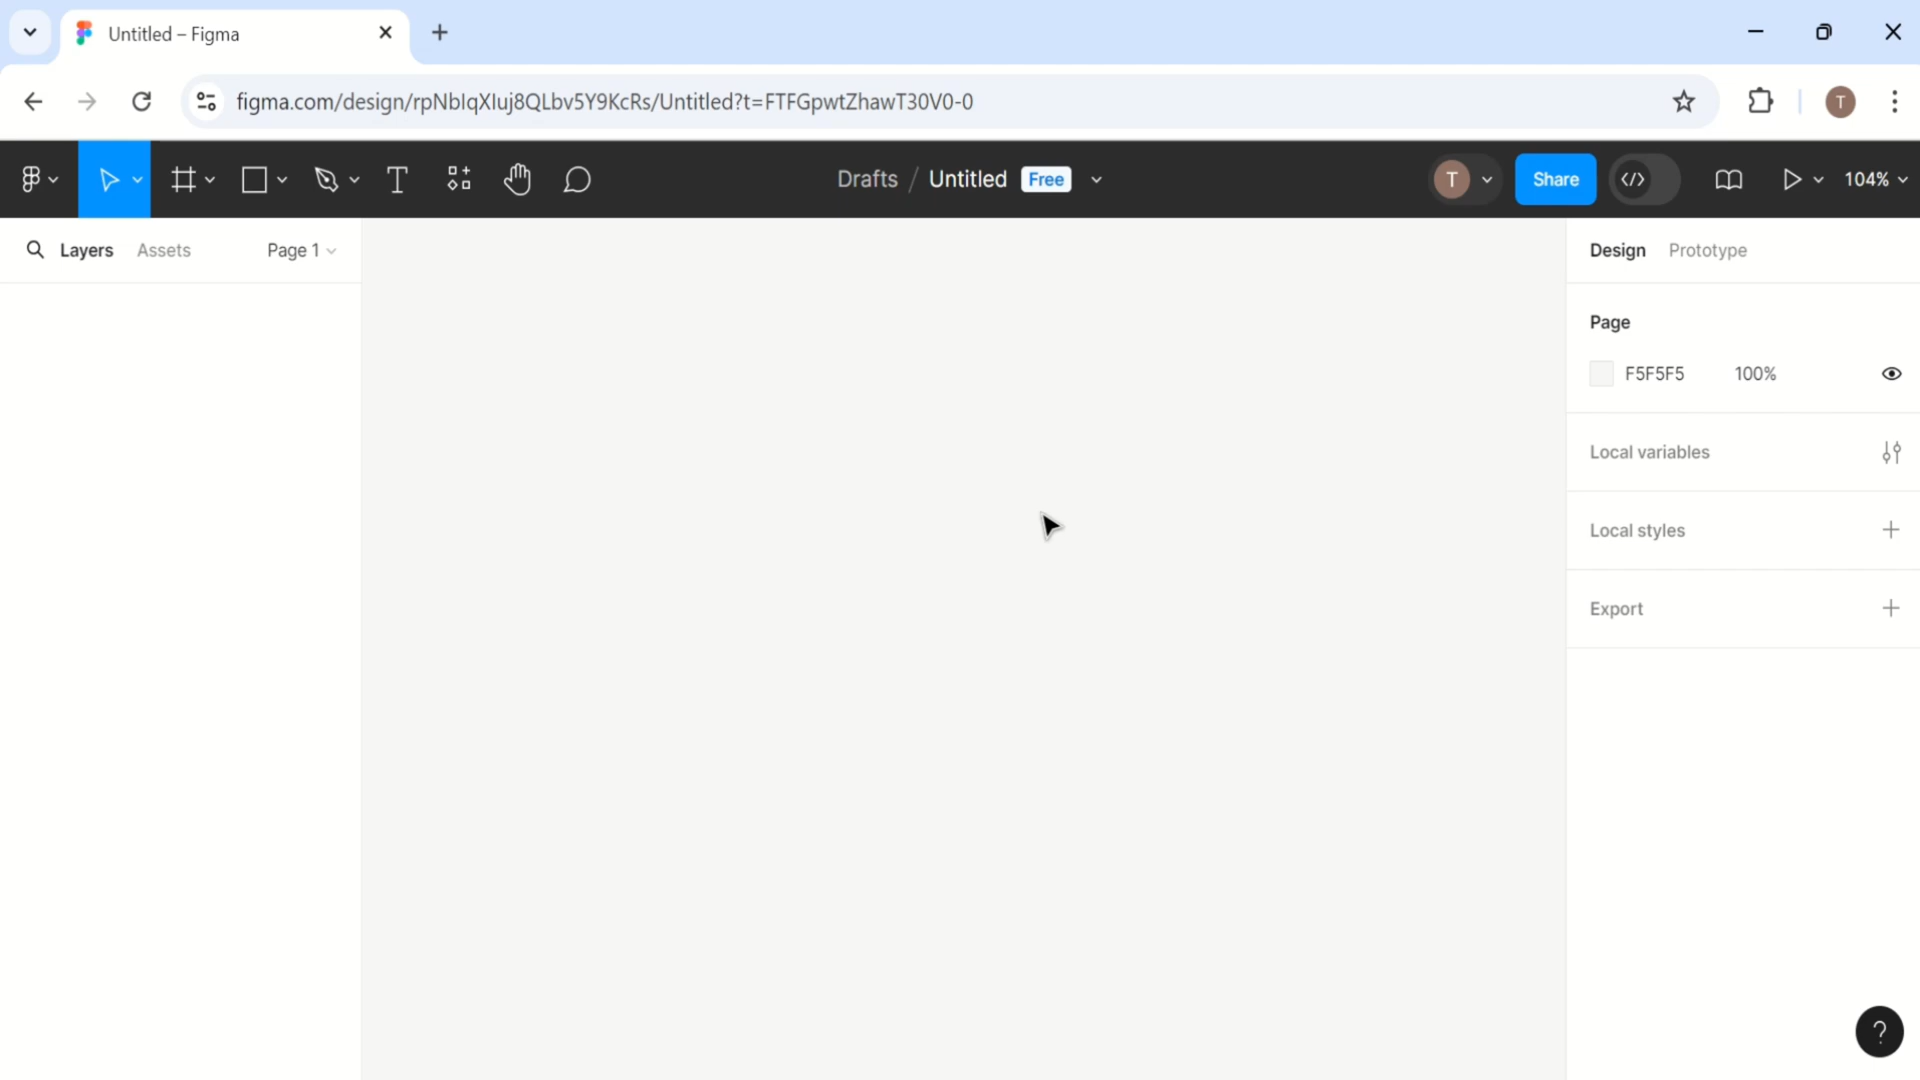 Untitled – Figma
figma.com/design/rpNblqXluj8QLbv5Y9KcRs/Untitled?t=FTFGpwtZhawT30V0-0
T
Drafts / Untitled Free
T
Share
104%
Layers Assets Page 1
Design Prototype
Page
F5F5F5 100%
Local variables
Local styles
Export
?